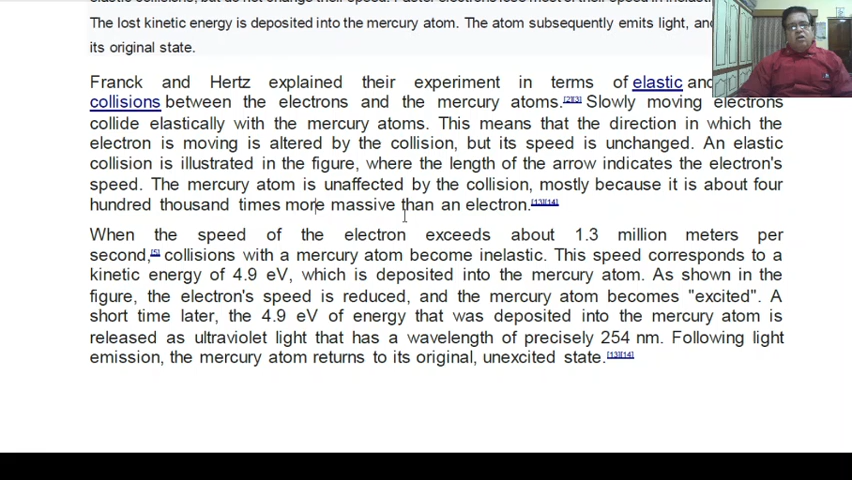 The lost kinetic energy is deposited into the mercury atom. The atom subsequently emits light, and
its original state.
Franck and Hertz explained their experiment in terms of elastic and
collisions between the electrons and the mercury atoms.[2][3] Slowly moving electrons
collide elastically with the mercury atoms. This means that the direction in which the
electron is moving is altered by the collision, but its speed is unchanged. An elastic
collision is illustrated in the figure, where the length of the arrow indicates the electron's
speed. The mercury atom is unaffected by the collision, mostly because it is about four
hundred thousand times more massive than an electron.[13][14]
When the speed of the electron exceeds about 1.3 million meters per
second,[5] collisions with a mercury atom become inelastic. This speed corresponds to a
kinetic energy of 4.9 eV, which is deposited into the mercury atom. As shown in the
figure, the electron's speed is reduced, and the mercury atom becomes "excited". A
short time later, the 4.9 eV of energy that was deposited into the mercury atom is
released as ultraviolet light that has a wavelength of precisely 254 nm. Following light
emission, the mercury atom returns to its original, unexcited state.[13][14]